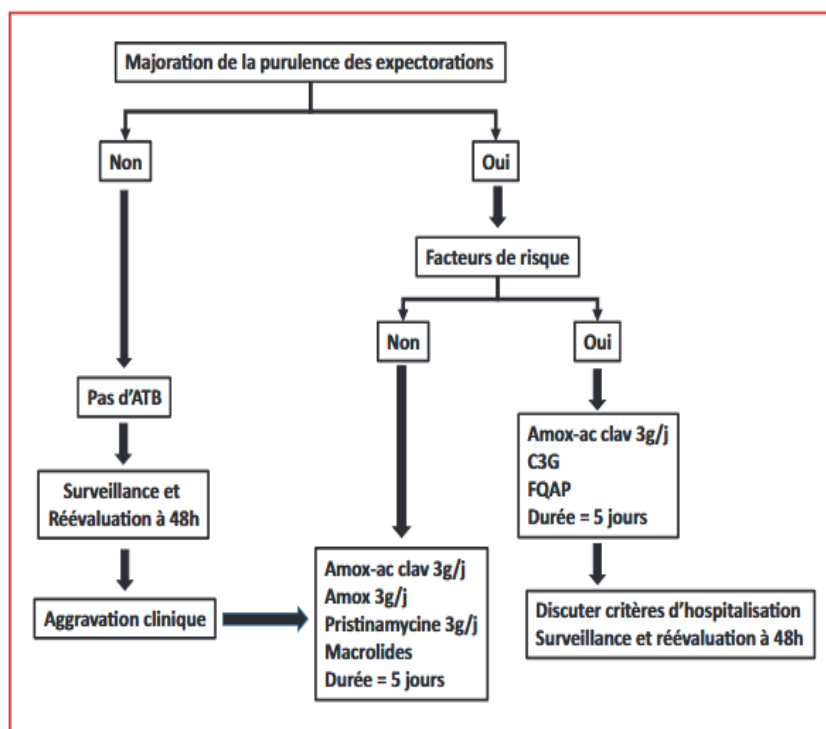 Majoration de la purulence des expectorations
Non
Oui
Facteurs de risque
Non
Oui
Pas d'ATB
Amox-ac clav 3g/j
C3G
FQAP
Durée = 5 jours
Surveillance et
Réévaluation à 48h
Amox-ac clav 3g/j
Amox 3g/j
Pristinamycine 3g/j
Macrolides
Durée = 5 jours
Aggravation clinique
Discuter critères d'hospitalisation
Surveillance et réévaluation à 48h